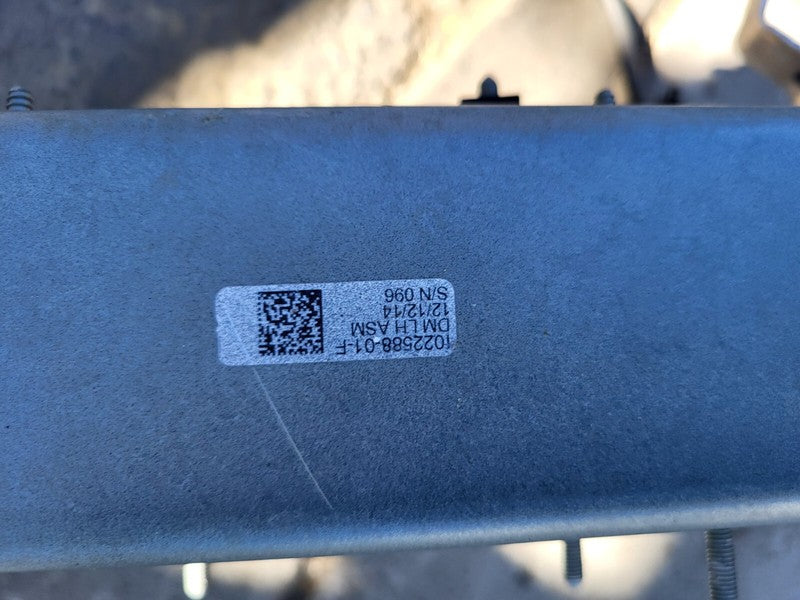 1022588-01-F
DM LH ASM
12/12/14
S/N 096